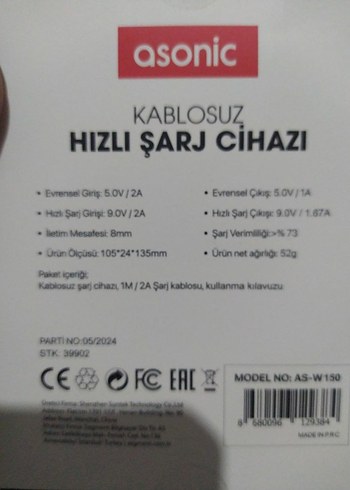 asonic
KABLOSUZ
HIZLI ŞARJ CİHAZI
• Evrensel Giriş: 5.0V / 2A
• Evrensel Çıkış: 5.0V / 1A
• Hızlı Şarj Girişi: 9.0V / 2A
• Hızlı Şarj Çıkışı: 9.0V / 1.67A
• İletim Mesafesi: 8mm
• Şarj Verimliliği:>% 73
• Ürün Ölçüsü: 105*24*135mm
• Ürün net ağırlığı: 52g
Paket içeriği:
Kablosuz şarj cihazı, 1M / 2A Şarj kablosu, kullanma kılavuzu.
PARTİ NO:05/2024
STK: 39902
CE FC EAC
MODEL NO: AS-W150
8 680096 129384
MADE IN P.R.C